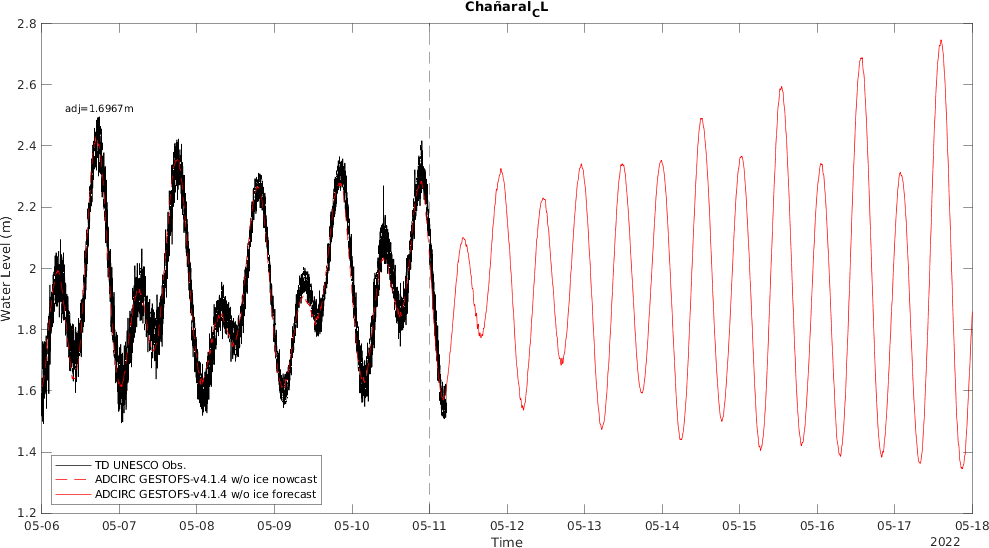 Chañaral_CL
2.8
2.6
adj=1.6967m
2.4
2.2
2
1.8
1.6
1.4
1.2
Water Level (m)
TD UNESCO Obs.
ADCIRC GESTOFS-v4.1.4 w/o ice nowcast
ADCIRC GESTOFS-v4.1.4 w/o ice forecast
05-06 05-07 05-08 05-09 05-10 05-11 05-12 05-13 05-14 05-15 05-16 05-17 05-18
Time
2022